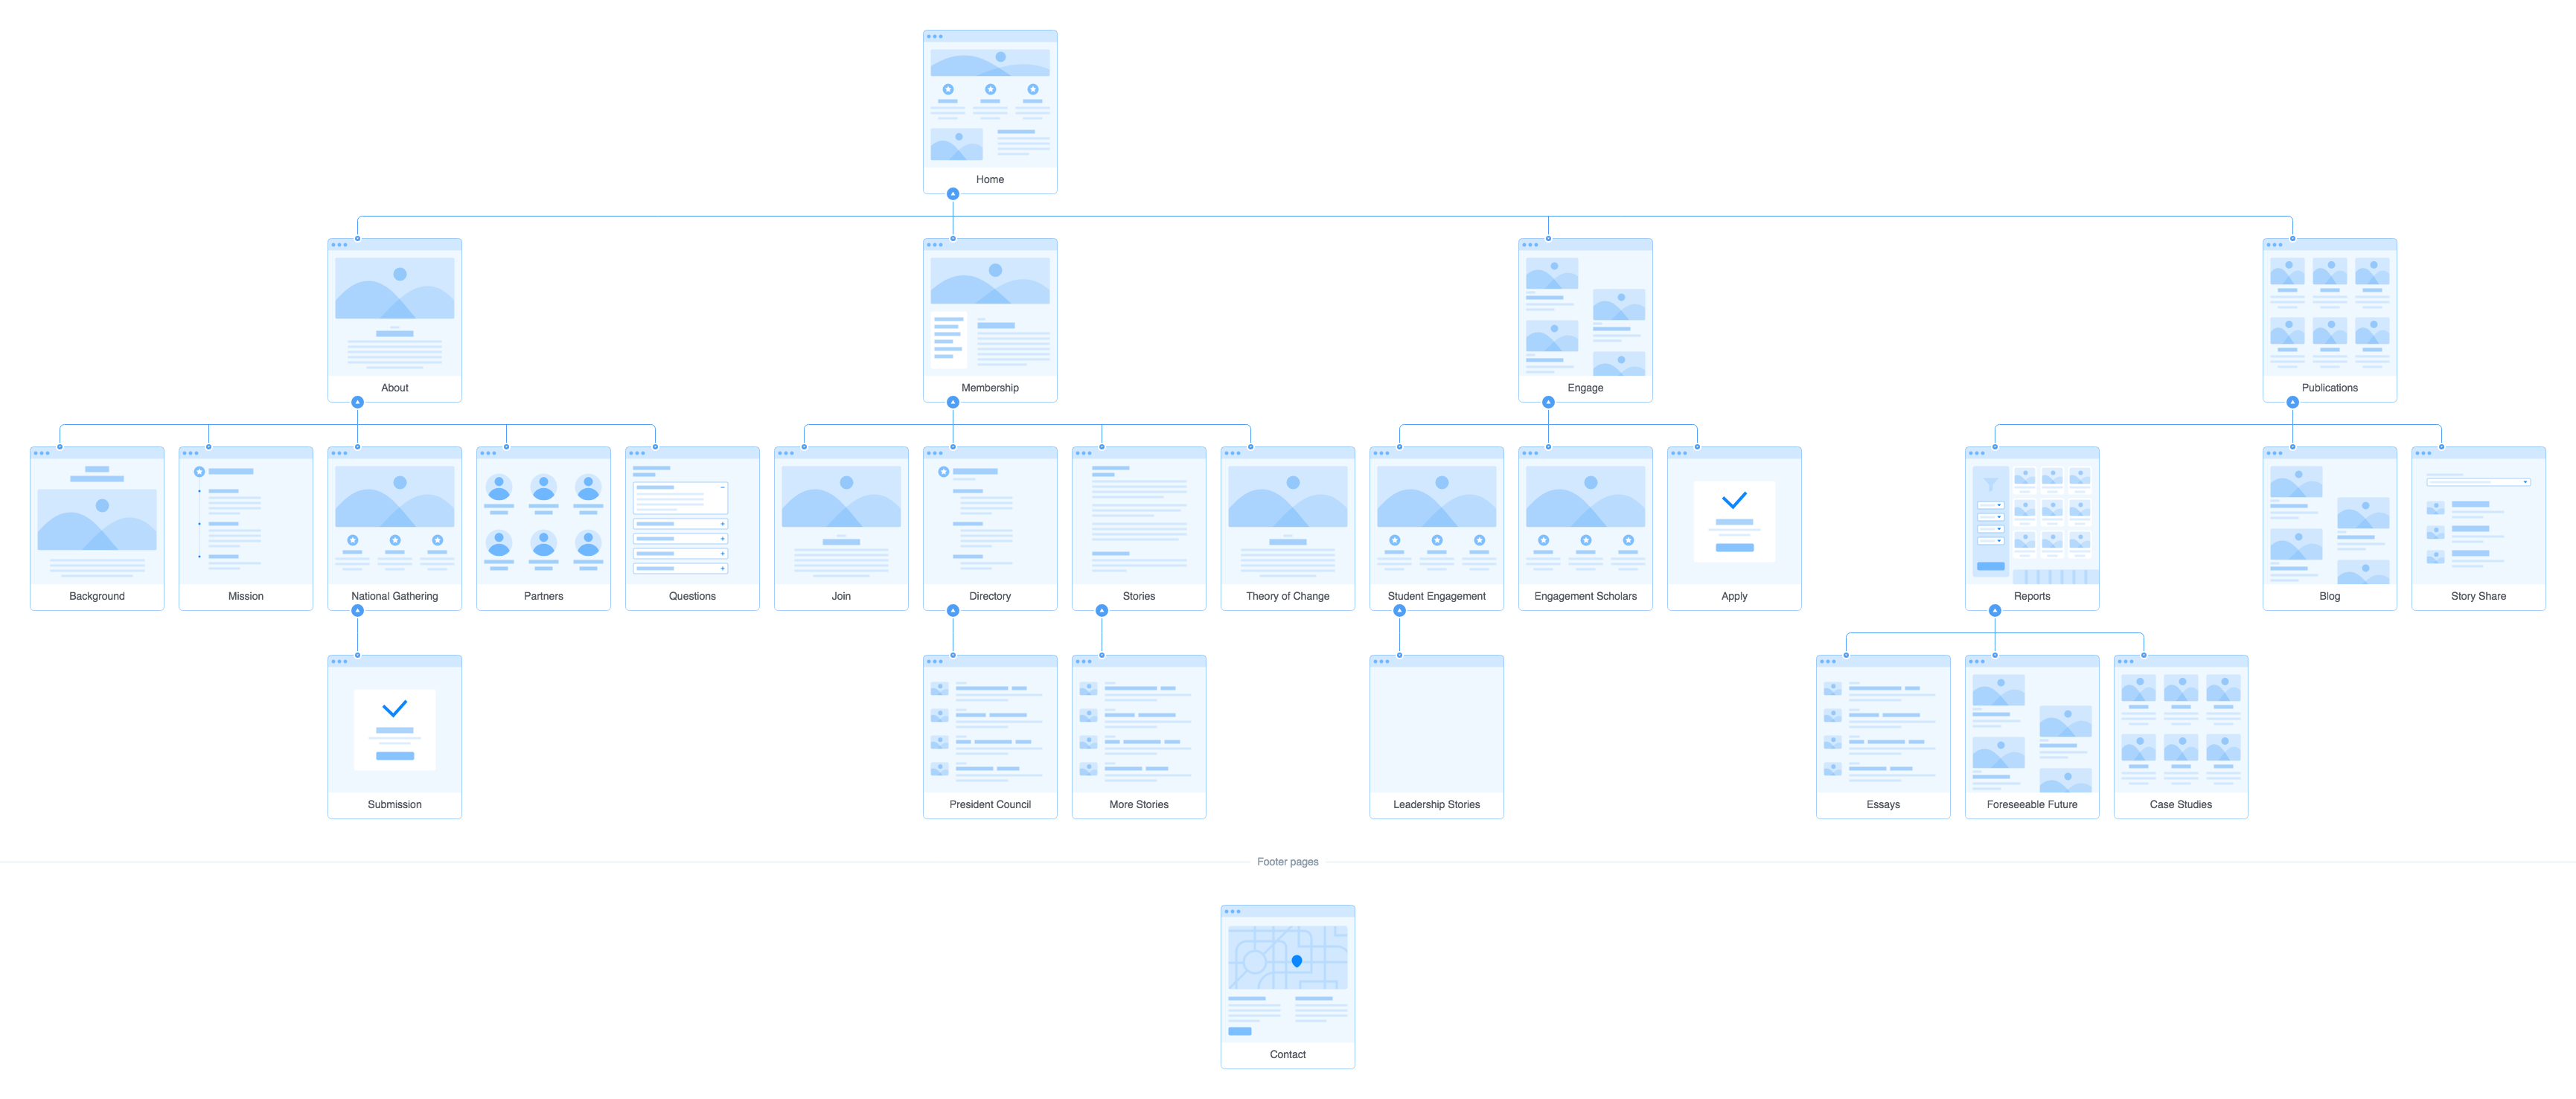 Home
About
Membership
Engage
Publications
Background
Mission
National Gathering
Partners
Questions
Join
Directory
Stories
Theory of Change
Student Engagement
Engagement Scholars
Apply
Reports
Blog
Story Share
Submission
President Council
More Stories
Leadership Stories
Essays
Foreseeable Future
Case Studies
Footer pages
Contact